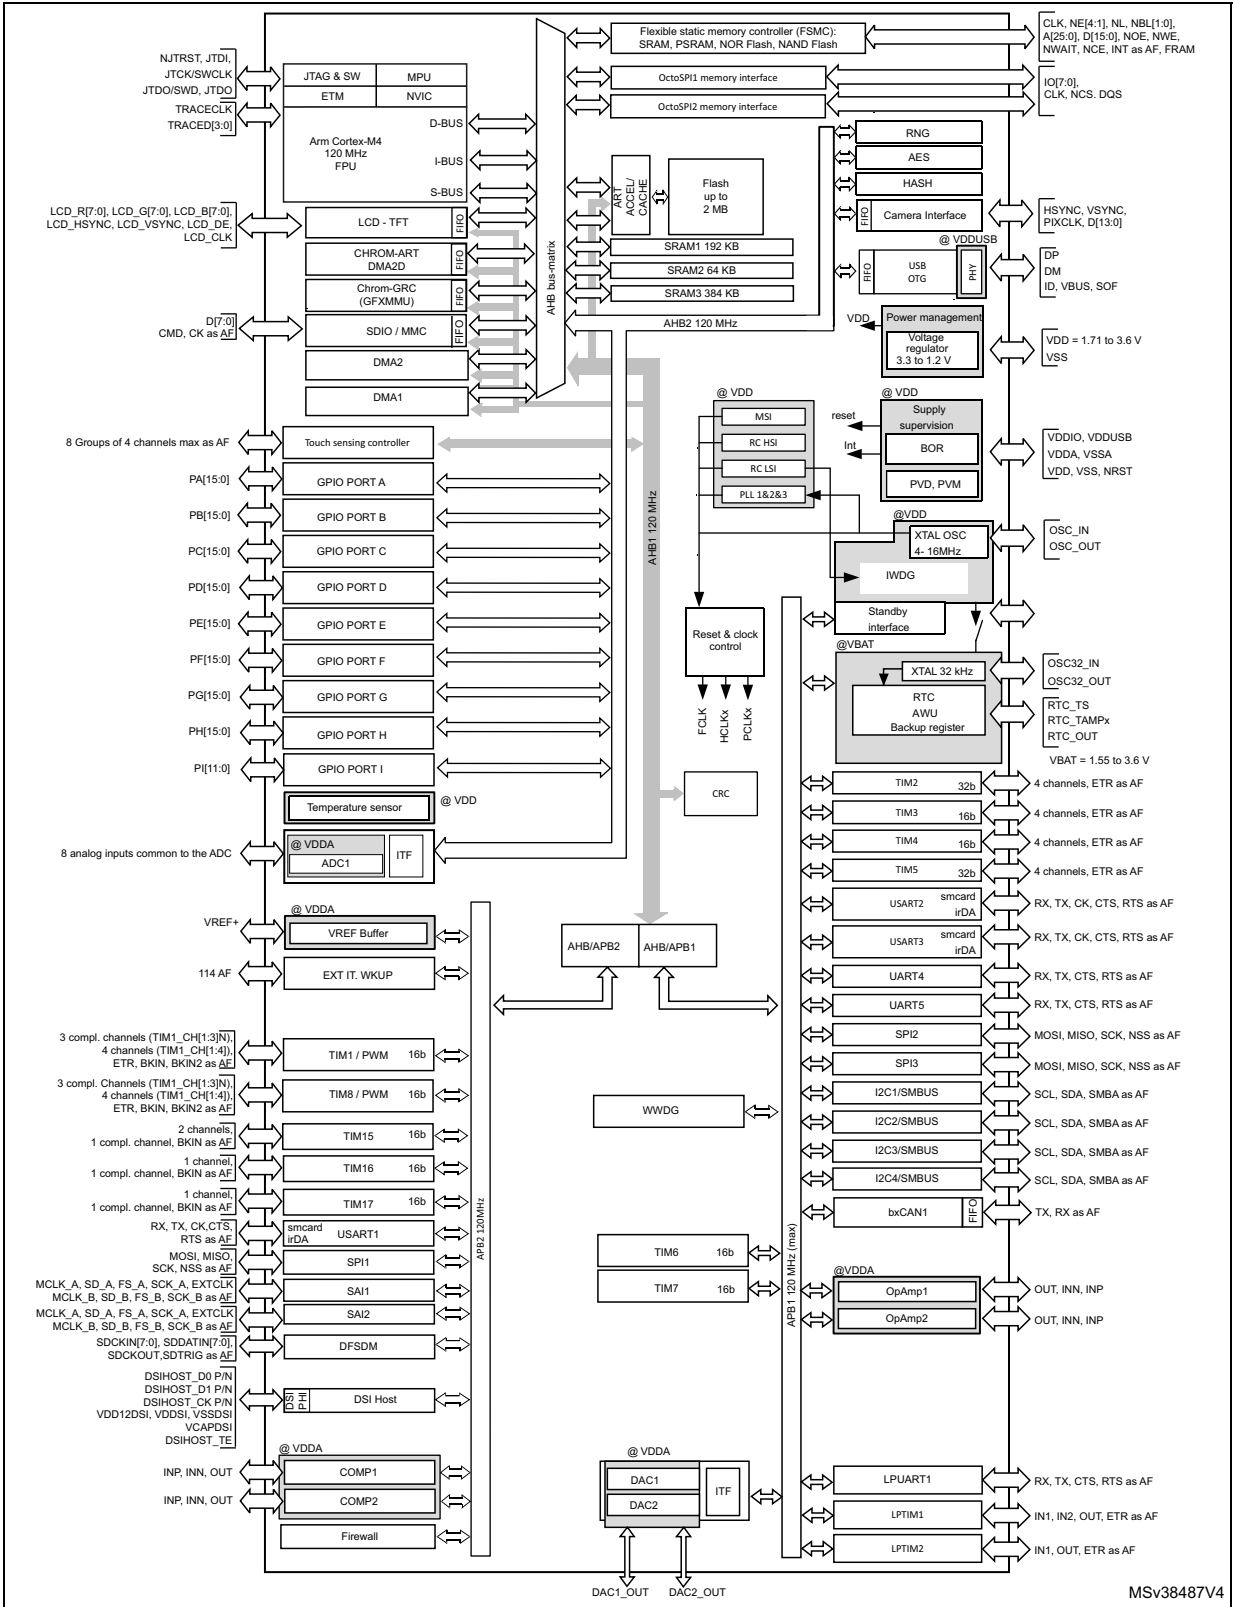 NJTRST, JTDI,
JTCK/SWCLK
JTDO/SWD, JTDO
TRACECLK
TRACED[3:0]
JTAG & SW
MPU
ETM
NVIC
Arm Cortex-M4
120 MHz
FPU
D-BUS
I-BUS
S-BUS
Flexible static memory controller (FSMC):
SRAM, PSRAM, NOR Flash, NAND Flash
CLK, NE[4:1], NL, NBL[1:0],
A[25:0], D[15:0], NOE, NWE,
NWAIT, NCE, INT as AF, FRAM
OctoSPI1 memory interface
OctoSPI2 memory interface
IO[7:0],
CLK, NCS. DQS
AHB bus-matrix
ART
ACCEL/
CACHE
Flash
up to
2 MB
SRAM1 192 KB
SRAM2 64 KB
SRAM3 384 KB
AHB2 120 MHz
RNG
AES
HASH
FIFO
Camera Interface
HSYNC, VSYNC,
PIXCLK, D[13:0]
@ VDDUSB
FIFO
USB
OTG
PHY
DP
DM
ID, VBUS, SOF
VDD
Power management
Voltage
regulator
3.3 to 1.2 V
VDD = 1.71 to 3.6 V
VSS
LCD_R[7:0], LCD_G[7:0], LCD_B[7:0],
LCD_HSYNC, LCD_VSYNC, LCD_DE,
LCD_CLK
LCD - TFT
FIFO
CHROM-ART
DMA2D
FIFO
Chrom-GRC
(GFXMMU)
FIFO
D[7:0]
CMD, CK as AF
SDIO / MMC
FIFO
DMA2
DMA1
8 Groups of 4 channels max as AF
Touch sensing controller
PA[15:0]
GPIO PORT A
PB[15:0]
GPIO PORT B
PC[15:0]
GPIO PORT C
PD[15:0]
GPIO PORT D
PE[15:0]
GPIO PORT E
PF[15:0]
GPIO PORT F
PG[15:0]
GPIO PORT G
PH[15:0]
GPIO PORT H
PI[11:0]
GPIO PORT I
AHB1 120 MHz
@ VDD
MSI
RC HSI
RC LSI
PLL 1&2&3
reset
Int
@ VDD
Supply
supervision
BOR
PVD, PVM
VDDIO, VDDUSB
VDDA, VSSA
VDD, VSS, NRST
@VDD
XTAL OSC
4- 16MHz
IWDG
OSC_IN
OSC_OUT
Standby
interface
Reset & clock
control
FCLK
HCLKx
PCLKx
@VBAT
XTAL 32 kHz
RTC
AWU
Backup register
OSC32_IN
OSC32_OUT
RTC_TS
RTC_TAMPx
RTC_OUT
VBAT = 1.55 to 3.6 V
Temperature sensor
@ VDD
CRC
8 analog inputs common to the ADC
@ VDDA
ADC1
ITF
VREF+
@ VDDA
VREF Buffer
114 AF
EXT IT. WKUP
AHB/APB2
AHB/APB1
TIM2
32b
4 channels, ETR as AF
TIM3
16b
4 channels, ETR as AF
TIM4
16b
4 channels, ETR as AF
TIM5
32b
4 channels, ETR as AF
USART2
smcard
irDA
RX, TX, CK, CTS, RTS as AF
USART3
smcard
irDA
RX, TX, CK, CTS, RTS as AF
UART4
RX, TX, CTS, RTS as AF
UART5
RX, TX, CTS, RTS as AF
SPI2
MOSI, MISO, SCK, NSS as AF
SPI3
MOSI, MISO, SCK, NSS as AF
I2C1/SMBUS
SCL, SDA, SMBA as AF
I2C2/SMBUS
SCL, SDA, SMBA as AF
I2C3/SMBUS
SCL, SDA, SMBA as AF
I2C4/SMBUS
SCL, SDA, SMBA as AF
bxCAN1
FIFO
TX, RX as AF
@VDDA
OpAmp1
OUT, INN, INP
OpAmp2
OUT, INN, INP
LPUART1
RX, TX, CTS, RTS as AF
LPTIM1
IN1, IN2, OUT, ETR as AF
LPTIM2
IN1, OUT, ETR as AF
3 compl. channels (TIM1_CH[1:3]N),
4 channels (TIM1_CH[1:4]),
ETR, BKIN, BKIN2 as AF
TIM1 / PWM
16b
3 compl. Channels (TIM1_CH[1:3]N),
4 channels (TIM1_CH[1:4]),
ETR, BKIN, BKIN2 as AF
TIM8 / PWM
16b
2 channels,
1 compl. channel, BKIN as AF
TIM15
16b
1 channel,
1 compl. channel, BKIN as AF
TIM16
16b
1 channel,
1 compl. channel, BKIN as AF
TIM17
16b
RX, TX, CK,CTS,
RTS as AF
smcard
irDA
USART1
MOSI, MISO,
SCK, NSS as AF
SPI1
MCLK_A, SD_A, FS_A, SCK_A, EXTCLK
MCLK_B, SD_B, FS_B, SCK_B as AF
SAI1
MCLK_A, SD_A, FS_A, SCK_A, EXTCLK
MCLK_B, SD_B, FS_B, SCK_B as AF
SAI2
SDCKIN[7:0], SDDATIN[7:0],
SDCKOUT,SDTRIG as AF
DFSDM
DSIHOST_D0 P/N
DSIHOST_D1 P/N
DSIHOST_CK P/N
VDD12DSI, VDDSI, VSSDSI
VCAPDSI
DSIHOST_TE
DSI
PHI
DSI Host
@ VDDA
INP, INN, OUT
COMP1
INP, INN, OUT
COMP2
Firewall
APB2 120MHz
WWDG
TIM6
16b
TIM7
16b
APB1 120 MHz (max)
@ VDDA
DAC1
DAC2
ITF
DAC1_OUT
DAC2_OUT
MSv38487V4